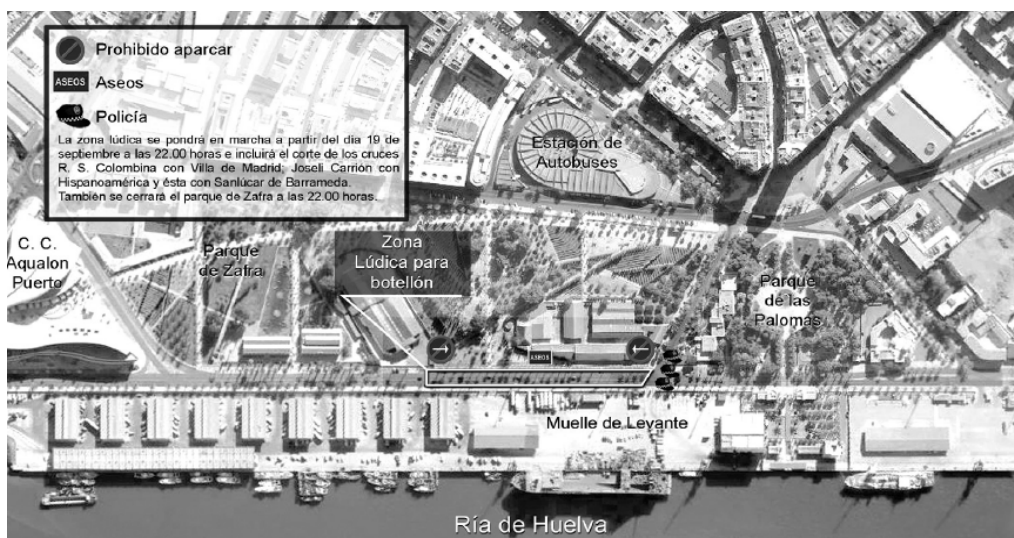 Prohibido aparcar
ASEOS Aseos
Policía
La zona lúdica se pondrá en marcha a partir del día 19 de
septiembre a las 22.00 horas e incluirá el corte de los cruces
R. S. Colombina con Villa de Madrid; Joseli Carrión con
Hispanoamérica y ésta con Sanlúcar de Barrameda.
También se cerrará el parque de Zafra a las 22.00 horas.
Estación de
Autobuses
C. C.
Aqualon
Puerto
Parque
de Zafra
Zona
Lúdica para
botellón
Parque
de las
Palomas
ASEOS
Muelle de Levante
Ría de Huelva